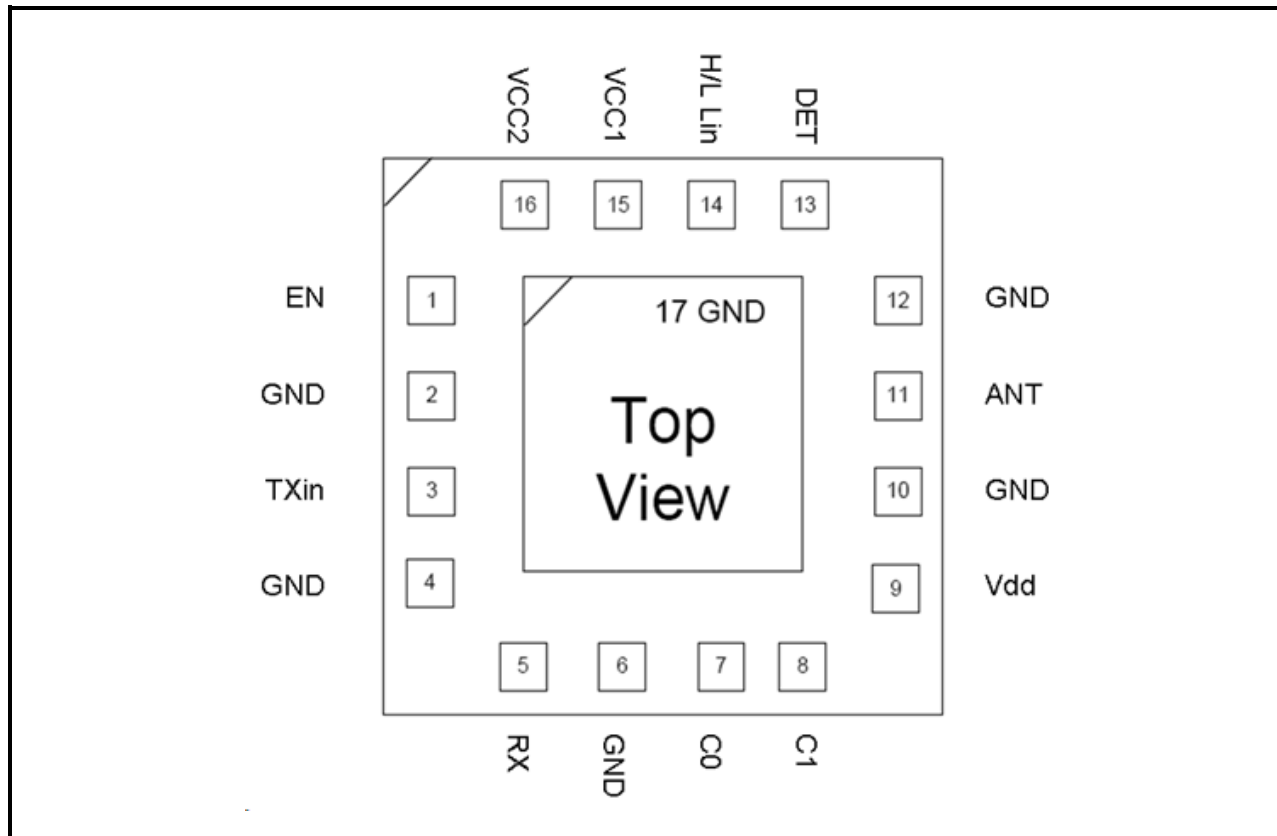 VCC2
VCC1
H/L Lin
DET
16
15
14
13
EN
1
17 GND
12
GND
GND
2
Top
11
ANT
TXin
3
View
10
GND
GND
4
9
Vdd
5
6
7
8
RX
GND
C0
C1